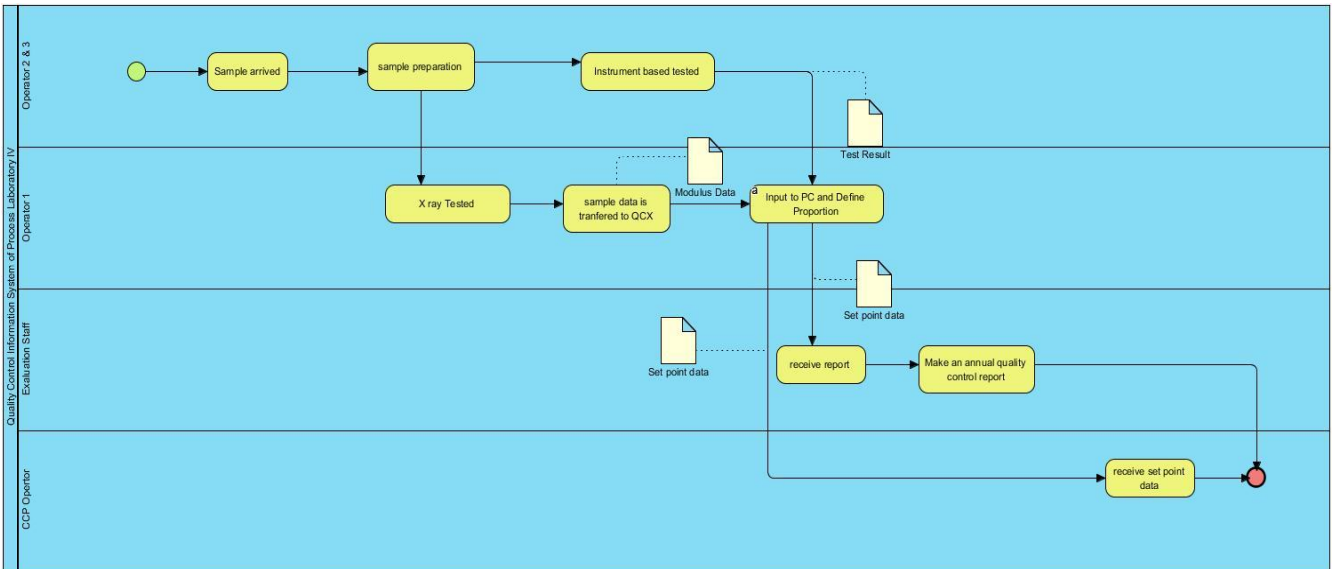 Quality Control Information System of Process Laboratory IV
Operator 2 & 3
Sample arrived
sample preparation
Instrument based tested
Test Result
Operator 1
X ray Tested
sample data is
tranfered to QCX
Modulus Data
a
Input to PC and Define
Proportion
Set point data
Evaluation Staff
Set point data
receive report
Make an annual quality
control report
CCP Opertor
receive set point
data